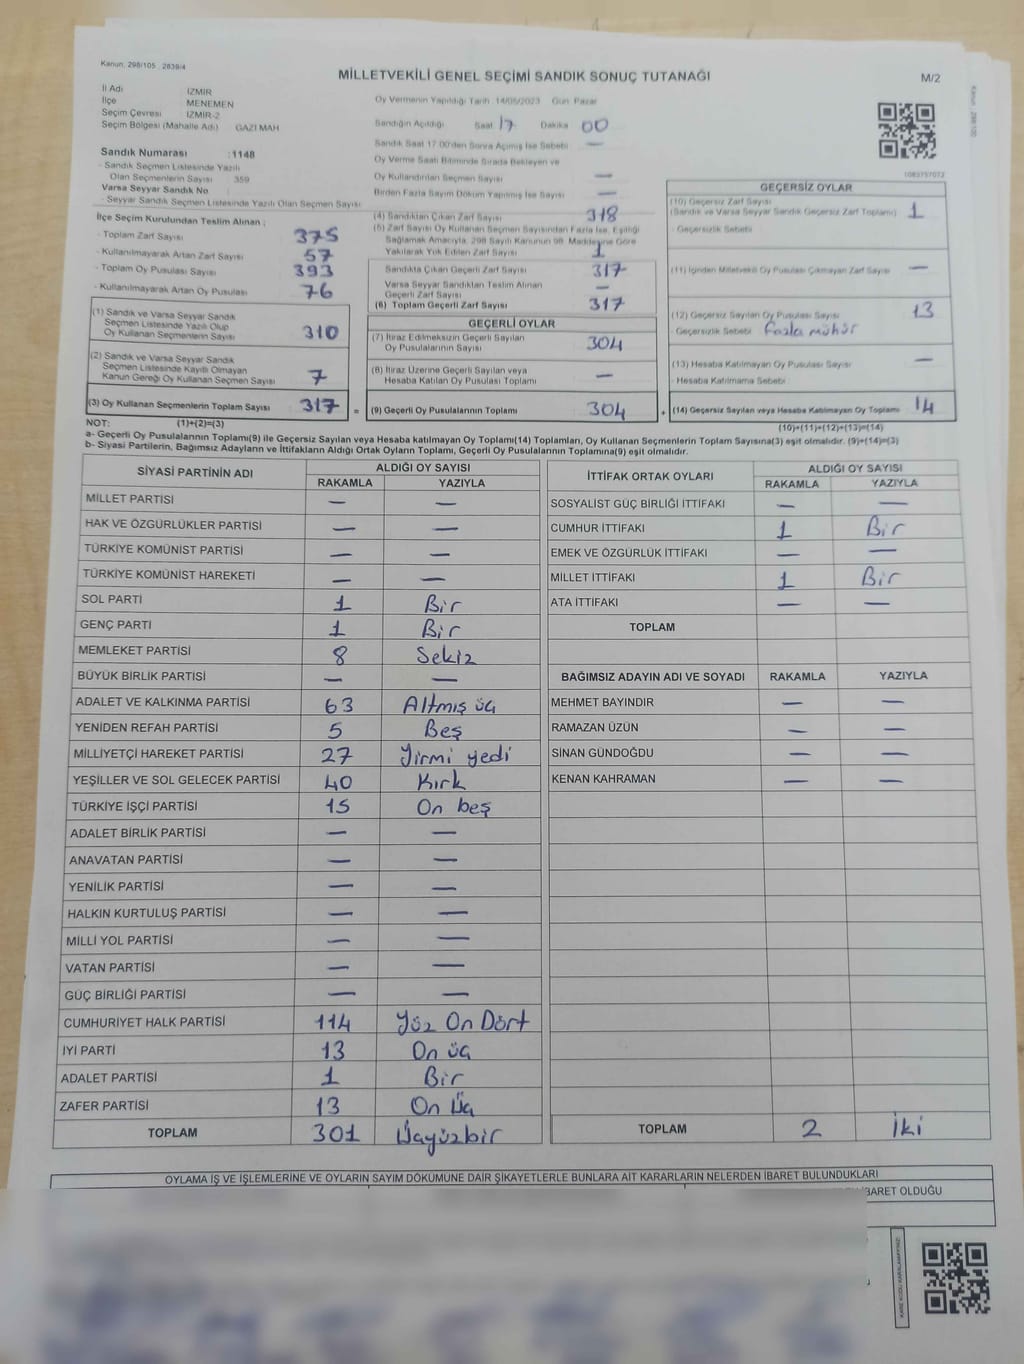 Kanun: 298/105 , 2839/4
MİLLETVEKİLİ GENEL SEÇİMİ SANDIK SONUÇ TUTANAĞI
M/2
İl Adı İZMİR
İlçe MENEMEN
Seçim Çevresi İZMİR-2
Seçim Bölgesi (Mahalle Adı) GAZİ MAH
Oy Vermenin Yapıldığı Tarih 14/05/2023 Gün Pazar
Sandığın Açıldığı Saat 17 Dakika 00
Sandık Saat 17:00'den Sonra Açılmış İse Sebebi —
Oy Verme Saati Bitiminde Sırada Bekleyen ve
Oy Kullandırılan Seçmen Sayısı —
Birden Fazla Sayım Döküm Yapılmış İse Sayısı —
Sandık Numarası : 1148
- Sandık Seçmen Listesinde Yazılı
Olan Seçmenlerin Sayısı : 359
Varsa Seyyar Sandık No
- Seyyar Sandık Seçmen Listesinde Yazılı Olan Seçmen Sayısı
1083757072
İlçe Seçim Kurulundan Teslim Alınan :
- Toplam Zarf Sayısı 375
- Kullanılmayarak Artan Zarf Sayısı 57
- Toplam Oy Pusulası Sayısı 393
- Kullanılmayarak Artan Oy Pusulası 76
(1) Sandık ve Varsa Seyyar Sandık
Seçmen Listesinde Yazılı Olup
Oy Kullanan Seçmenlerin Sayısı 310
(2) Sandık ve Varsa Seyyar Sandık
Seçmen Listesinde Kayıtlı Olmayan
Kanun Gereği Oy Kullanan Seçmen Sayısı 7
(3) Oy Kullanan Seçmenlerin Toplam Sayısı 317 =
(4) Sandıktan Çıkan Zarf Sayısı 318
(5) Zarf Sayısı Oy Kullanan Seçmen Sayısından Fazla İse, Eşitliği
Sağlamak Amacıyla, 298 Sayılı Kanunun 98. Maddesine Göre
Yakılarak Yok Edilen Zarf Sayısı 1
Sandıkta Çıkan Geçerli Zarf Sayısı 317
Varsa Seyyar Sandıktan Teslim Alınan
Geçerli Zarf Sayısı —
(6) Toplam Geçerli Zarf Sayısı 317
GEÇERLİ OYLAR
(7) İtiraz Edilmeksizin Geçerli Sayılan
Oy Pusulalarının Sayısı 304
(8) İtiraz Üzerine Geçerli Sayılan veya
Hesaba Katılan Oy Pusulası Toplamı —
(9) Geçerli Oy Pusulalarının Toplamı 304 +
GEÇERSİZ OYLAR
(10) Geçersiz Zarf Sayısı
(Sandık ve Varsa Seyyar Sandık Geçersiz Zarf Toplamı) 1
- Geçersizlik Sebebi
(11) İçinden Milletvekili Oy Pusulası Çıkmayan Zarf Sayısı —
(12) Geçersiz Sayılan Oy Pusulası Sayısı 13
- Geçersizlik Sebebi Fazla mühür
(13) Hesaba Katılmayan Oy Pusulası Sayısı —
- Hesaba Katılmama Sebebi
(14) Geçersiz Sayılan veya Hesaba Katılmayan Oy Toplamı 14
NOT: (1)+(2)=(3) (10)+(11)+(12)+(13)=(14)
a- Geçerli Oy Pusulalarının Toplamı(9) ile Geçersiz Sayılan veya Hesaba katılmayan Oy Toplamı(14) Toplamları, Oy Kullanan Seçmenlerin Toplam Sayısına(3) eşit olmalıdır. (9)+(14)=(3)
b- Siyasi Partilerin, Bağımsız Adayların ve İttifakların Aldığı Ortak Oyların Toplamı, Geçerli Oy Pusulalarının Toplamına(9) eşit olmalıdır.
SİYASİ PARTİNİN ADI ALDIĞI OY SAYISI
RAKAMLA YAZIYLA
MİLLET PARTİSİ — —
HAK VE ÖZGÜRLÜKLER PARTİSİ — —
TÜRKİYE KOMÜNİST PARTİSİ — —
TÜRKİYE KOMÜNİST HAREKETİ — —
SOL PARTİ 1 Bir
GENÇ PARTİ 1 Bir
MEMLEKET PARTİSİ 8 Sekiz
BÜYÜK BİRLİK PARTİSİ — —
ADALET VE KALKINMA PARTİSİ 63 Altmış üç
YENİDEN REFAH PARTİSİ 5 Beş
MİLLİYETÇİ HAREKET PARTİSİ 27 Yirmi yedi
YEŞİLLER VE SOL GELECEK PARTİSİ 40 Kırk
TÜRKİYE İŞÇİ PARTİSİ 15 On beş
ADALET BİRLİK PARTİSİ — —
ANAVATAN PARTİSİ — —
YENİLİK PARTİSİ — —
HALKIN KURTULUŞ PARTİSİ — —
MİLLİ YOL PARTİSİ — —
VATAN PARTİSİ — —
GÜÇ BİRLİĞİ PARTİSİ — —
CUMHURİYET HALK PARTİSİ 114 Yüz On Dört
İYİ PARTİ 13 On üç
ADALET PARTİSİ 1 Bir
ZAFER PARTİSİ 13 On Üç
TOPLAM 301 Üçyüzbir
İTTİFAK ORTAK OYLARI ALDIĞI OY SAYISI
RAKAMLA YAZIYLA
SOSYALİST GÜÇ BİRLİĞİ İTTİFAKI — —
CUMHUR İTTİFAKI 1 Bir
EMEK VE ÖZGÜRLÜK İTTİFAKI — —
MİLLET İTTİFAKI 1 Bir
ATA İTTİFAKI — —
TOPLAM
BAĞIMSIZ ADAYIN ADI VE SOYADI RAKAMLA YAZIYLA
MEHMET BAYINDIR — —
RAMAZAN ÜZÜN — —
SİNAN GÜNDOĞDU — —
KENAN KAHRAMAN — —
TOPLAM 2 İki
OYLAMA İŞ VE İŞLEMLERİNE VE OYLARIN SAYIM DÖKÜMÜNE DAİR ŞİKAYETLERLE BUNLARA AİT KARARLARIN NELERDEN İBARET BULUNDUKLARI
İBARET OLDUĞU